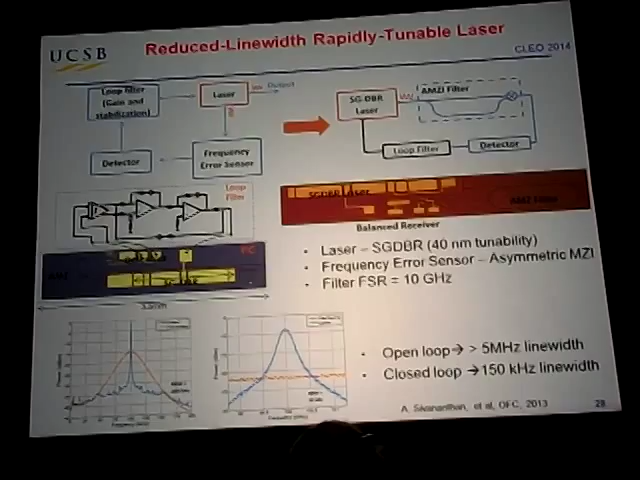 UCSB
Reduced-Linewidth Rapidly-Tunable Laser
CLEO 2014
Loop filter
(Gain and
stabilization)
Laser
Output
Detector
Frequency
Error Sensor
SG-DBR
Laser
AMZI Filter
Loop Filter
Detector
Loop
Filter
SGDBR Laser
Balanced Receiver
• Laser – SGDBR (40 nm tunability)
• Frequency Error Sensor – Asymmetric MZI
• Filter FSR = 10 GHz
• Open loop→ > 5MHz linewidth
• Closed loop →150 kHz linewidth
A. Sivananthan, et al, OFC, 2013
28